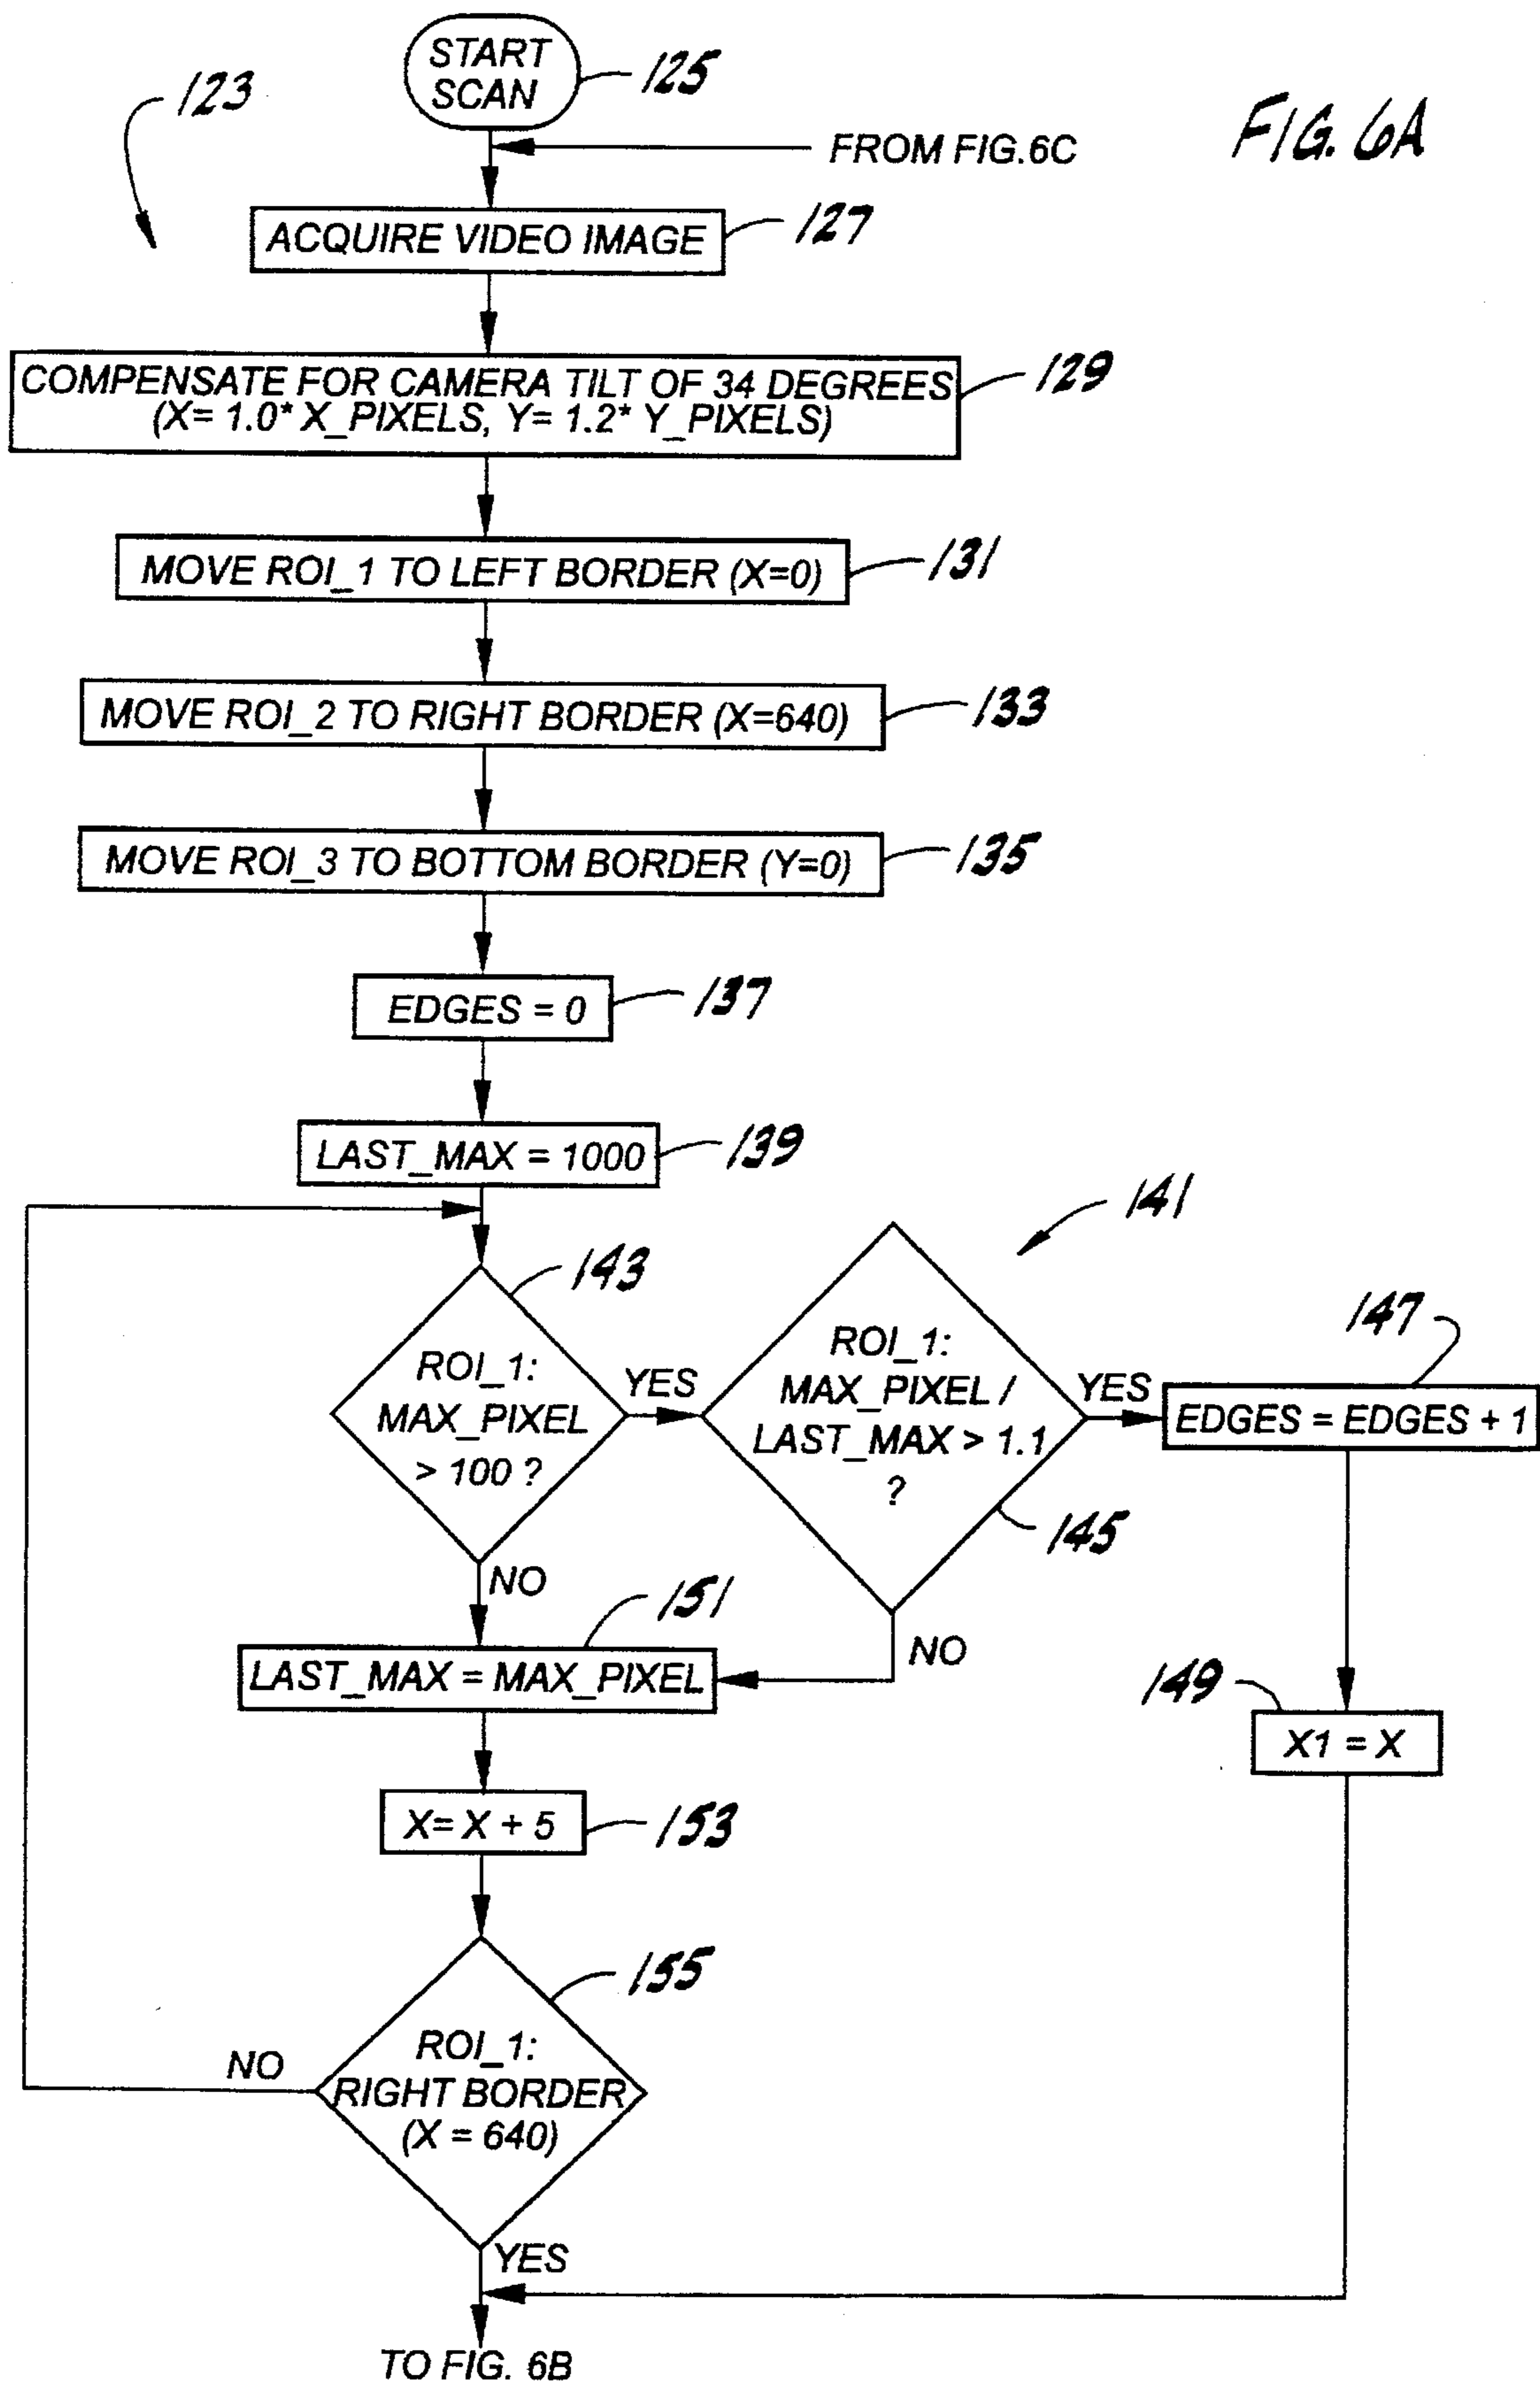 START
SCAN
125
123
FROM FIG.6C
FIG. 6A
ACQUIRE VIDEO IMAGE
127
COMPENSATE FOR CAMERA TILT OF 34 DEGREES
(X= 1.0* X_PIXELS, Y= 1.2* Y_PIXELS)
129
MOVE ROI_1 TO LEFT BORDER (X=0)
131
MOVE ROI_2 TO RIGHT BORDER (X=640)
133
MOVE ROI_3 TO BOTTOM BORDER (Y=0)
135
EDGES = 0
137
LAST_MAX = 1000
139
141
143
ROI_1:
MAX_PIXEL
> 100 ?
YES
NO
ROI_1:
MAX_PIXEL /
LAST_MAX > 1.1
?
YES
145
NO
147
EDGES = EDGES + 1
149
X1 = X
151
LAST_MAX = MAX_PIXEL
X= X + 5
153
155
ROI_1:
RIGHT BORDER
(X = 640)
NO
YES
TO FIG. 6B